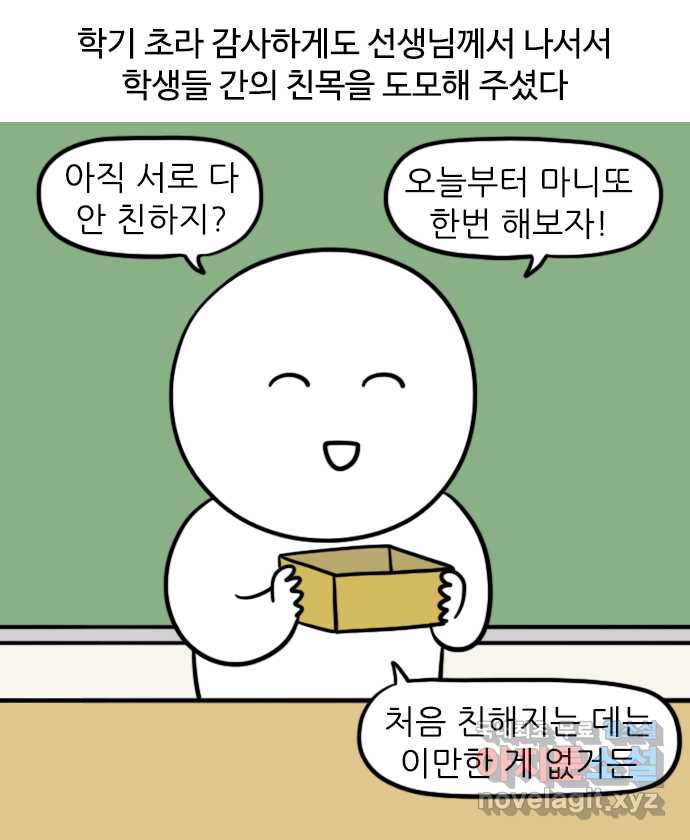 학기 초라 감사하게도 선생님께서 나서서
학생들 간의 친목을 도모해 주셨다
아직 서로 다
안 친하지?
오늘부터 마니또
한번 해보자!
처음 친해지는 데는
이만한 게 없거든
novelagit.xyz